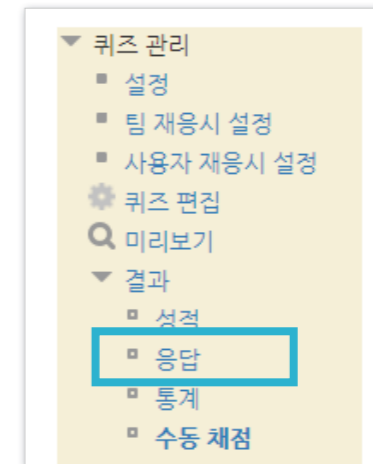 퀴즈 관리
설정
팀 재응시 설정
사용자 재응시 설정
퀴즈 편집
미리보기
결과
성적
응답
통계
수동 채점